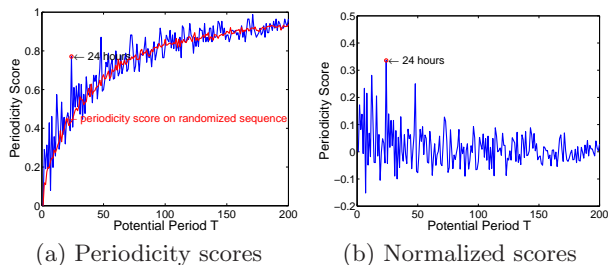 1
0.8
0.6
0.4
0.2
0
Periodicity Score
← 24 hours
← periodicity score on randomized sequence
0 50 100 150 200
Potential Period T
(a) Periodicity scores
0.5
0.4
0.3
0.2
0.1
0
-0.1
-0.2
Periodicity Score
← 24 hours
0 50 100 150 200
Potential Period T
(b) Normalized scores